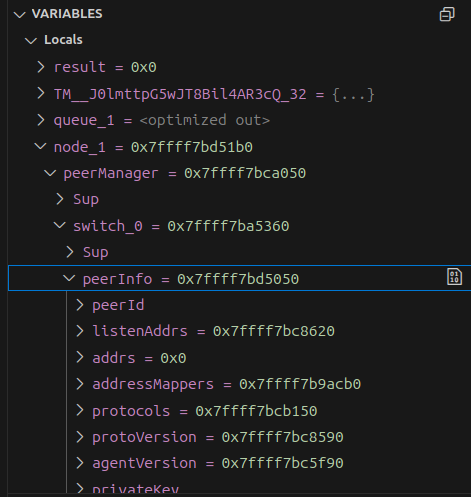 VARIABLES
Locals
result = 0x0
TM__J0lmttpG5wJT8Bil4AR3cQ_32 = {...}
queue_1 = <optimized out>
node_1 = 0x7ffff7bd51b0
peerManager = 0x7ffff7bca050
Sup
switch_0 = 0x7ffff7ba5360
Sup
peerInfo = 0x7ffff7bd5050
peerId
listenAddrs = 0x7ffff7bc8620
addrs = 0x0
addressMappers = 0x7ffff7b9acb0
protocols = 0x7ffff7bcb150
protoVersion = 0x7ffff7bc8590
agentVersion = 0x7ffff7bc5f90
privateKey